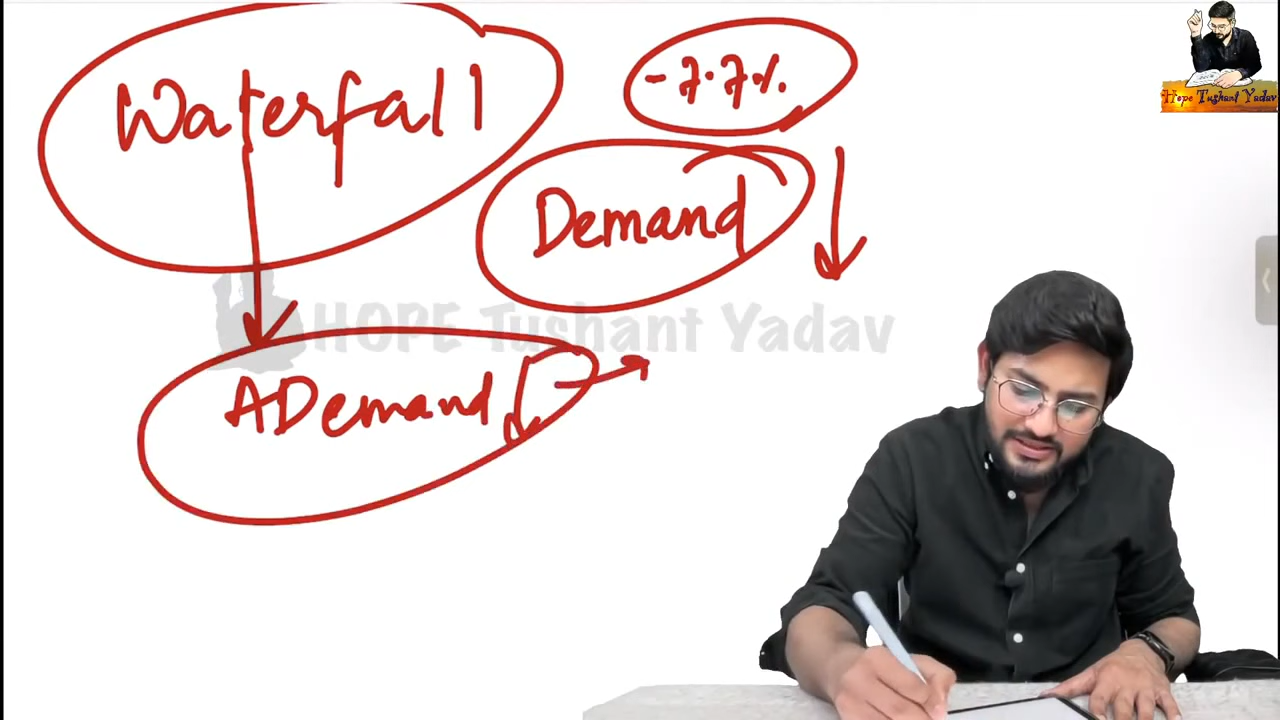 Waterfall
-7.7%
Demand
ADemand
HOPE Tushant Yadav
Hope Tushant Yadav